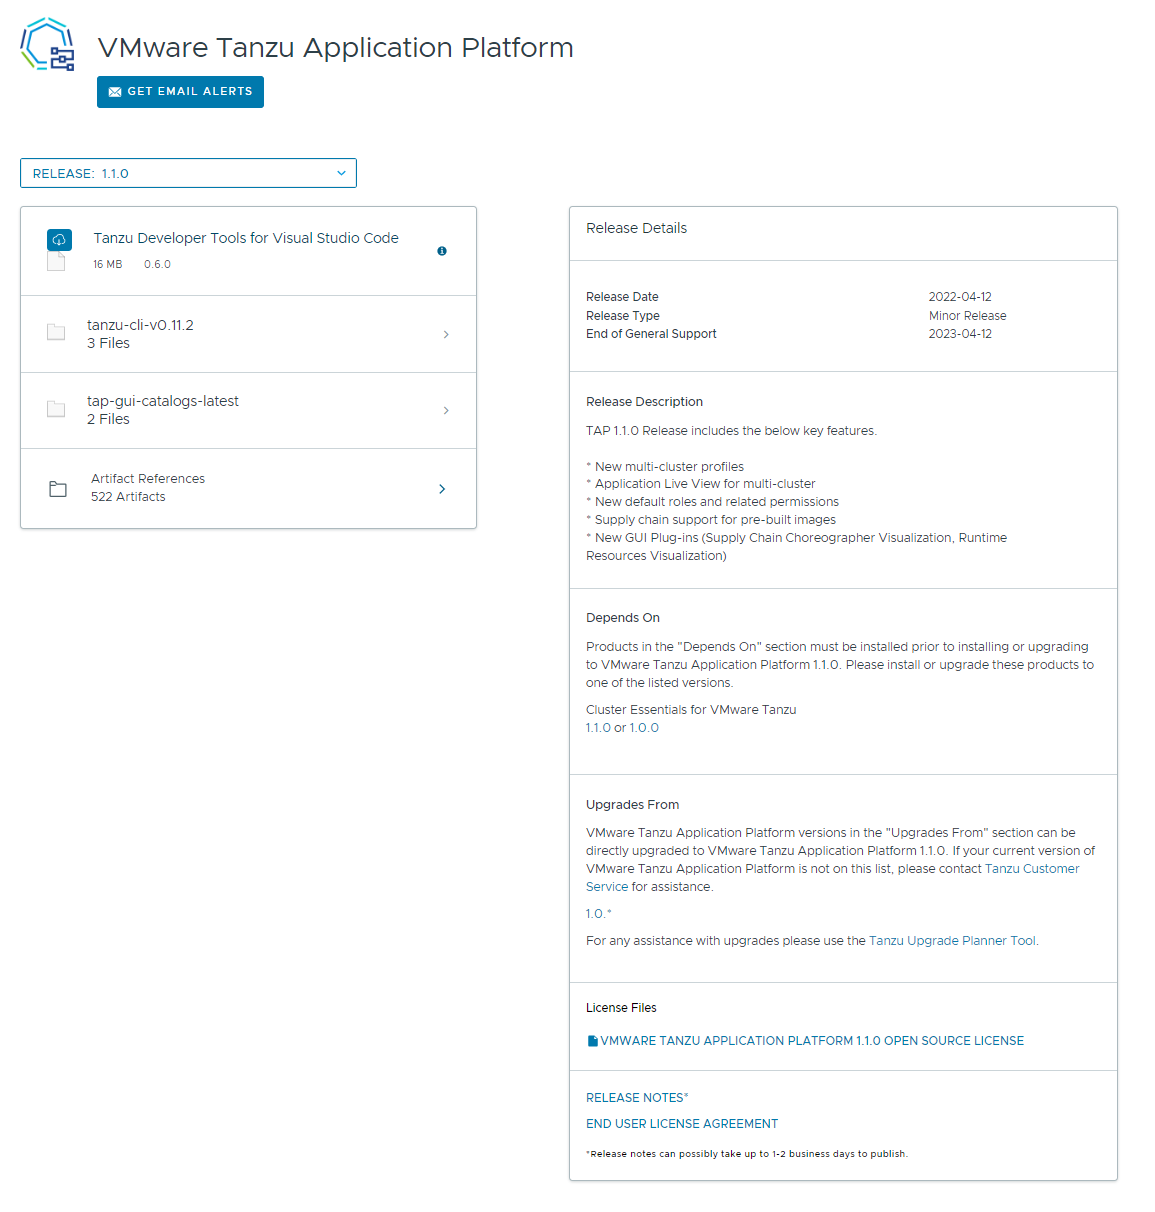 VMware Tanzu Application Platform
GET EMAIL ALERTS
RELEASE: 1.1.0
Tanzu Developer Tools for Visual Studio Code
16 MB 0.6.0
tanzu-cli-v0.11.2
3 Files
tap-gui-catalogs-latest
2 Files
Artifact References
522 Artifacts
Release Details
Release Date 2022-04-12
Release Type Minor Release
End of General Support 2023-04-12
Release Description
TAP 1.1.0 Release includes the below key features.
* New multi-cluster profiles
* Application Live View for multi-cluster
* New default roles and related permissions
* Supply chain support for pre-built images
* New GUI Plug-ins (Supply Chain Choreographer Visualization, Runtime
Resources Visualization)
Depends On
Products in the "Depends On" section must be installed prior to installing or upgrading
to VMware Tanzu Application Platform 1.1.0. Please install or upgrade these products to
one of the listed versions.
Cluster Essentials for VMware Tanzu
1.1.0 or 1.0.0
Upgrades From
VMware Tanzu Application Platform versions in the "Upgrades From" section can be
directly upgraded to VMware Tanzu Application Platform 1.1.0. If your current version of
VMware Tanzu Application Platform is not on this list, please contact Tanzu Customer
Service for assistance.
1.0.*
For any assistance with upgrades please use the Tanzu Upgrade Planner Tool.
License Files
VMWARE TANZU APPLICATION PLATFORM 1.1.0 OPEN SOURCE LICENSE
RELEASE NOTES*
END USER LICENSE AGREEMENT
*Release notes can possibly take up to 1-2 business days to publish.